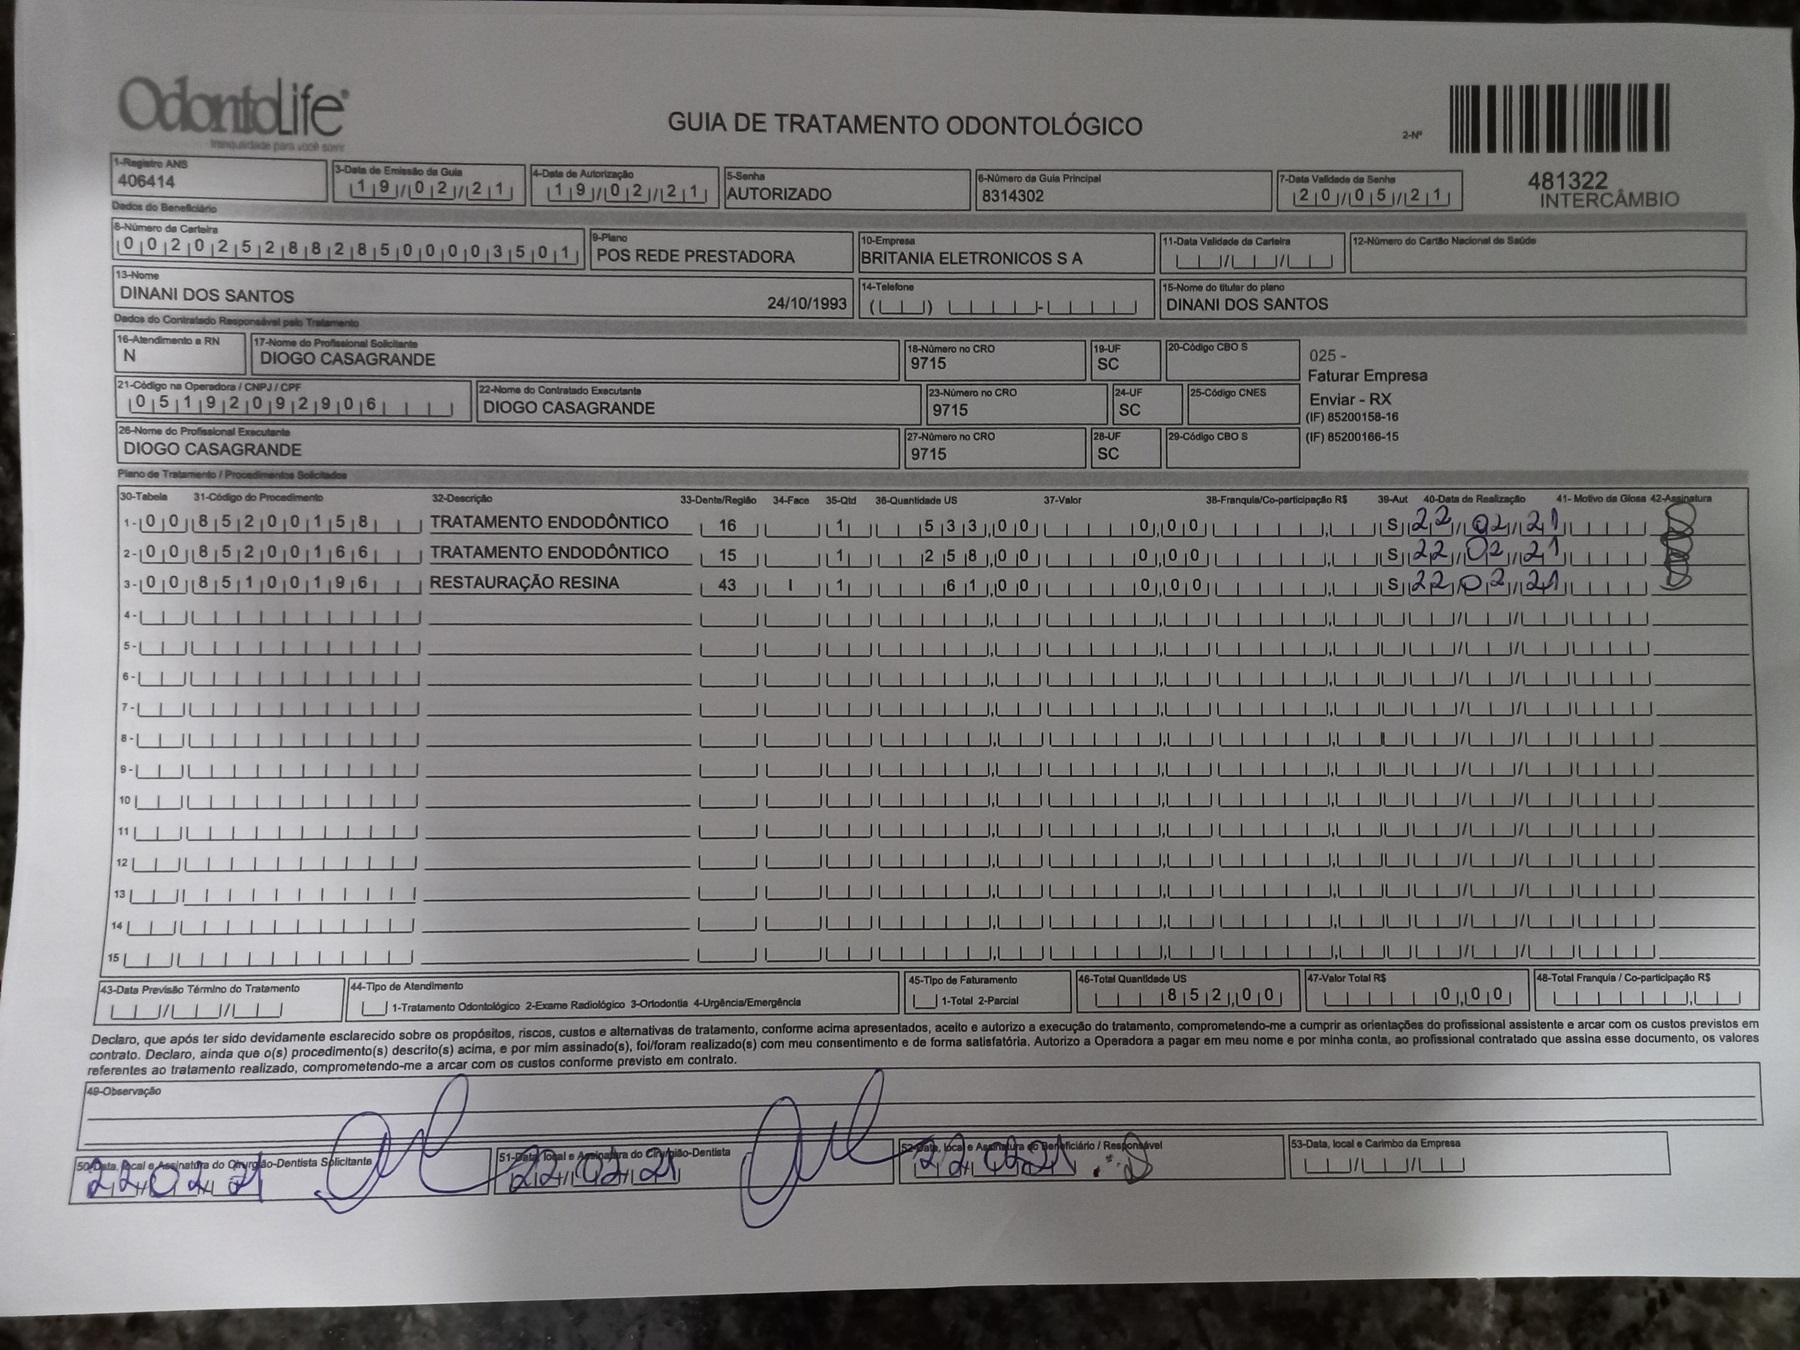 OdontoLife®
tranquilidade para você sorrir
GUIA DE TRATAMENTO ODONTOLÓGICO
2-Nº
481322
INTERCÂMBIO
1-Registro ANS
406414
3-Data de Emissão da Guia
19/02/21
4-Data de Autorização
19/02/21
5-Senha
AUTORIZADO
6-Número da Guia Principal
8314302
7-Data Validade da Senha
20/05/21
Dados do Beneficiário
8-Número da Carteira
00202528828500003501
9-Plano
POS REDE PRESTADORA
10-Empresa
BRITANIA ELETRONICOS S A
11-Data Validade da Carteira
12-Número do Cartão Nacional de Saúde
13-Nome
DINANI DOS SANTOS 24/10/1993
14-Telefone
15-Nome do titular do plano
DINANI DOS SANTOS
Dados do Contratado Responsável pelo Tratamento
16-Atendimento a RN
N
17-Nome do Profissional Solicitante
DIOGO CASAGRANDE
18-Número no CRO
9715
19-UF
SC
20-Código CBO S
21-Código na Operadora / CNPJ / CPF
05192092906
22-Nome do Contratado Executante
DIOGO CASAGRANDE
23-Número no CRO
9715
24-UF
SC
25-Código CNES
26-Nome do Profissional Executante
DIOGO CASAGRANDE
27-Número no CRO
9715
28-UF
SC
29-Código CBO S
025 -
Faturar Empresa
Enviar - RX
(IF) 85200158-16
(IF) 85200166-15
Plano de Tratamento / Procedimentos Solicitados
30-Tabela 31-Código do Procedimento 32-Descrição 33-Dente/Região 34-Face 35-Qtd 36-Quantidade US 37-Valor 38-Franquia/Co-participação R$ 39-Aut 40-Data de Realização 41- Motivo da Glosa 42-Assinatura
1- 00 85200158 TRATAMENTO ENDODÔNTICO 16 1 533,00 0,00 S 22/02/21
2- 00 85200166 TRATAMENTO ENDODÔNTICO 15 1 258,00 0,00 S 22/02/21
3- 00 85100196 RESTAURAÇÃO RESINA 43 I 1 61,00 0,00 S 22/02/21
4-
5-
6-
7-
8-
9-
10
11
12
13
14
15
43-Data Previsão Término do Tratamento
44-Tipo de Atendimento
1-Tratamento Odontológico 2-Exame Radiológico 3-Ortodontia 4-Urgência/Emergência
45-Tipo de Faturamento
1-Total 2-Parcial
46-Total Quantidade US
852,00
47-Valor Total R$
0,00
48-Total Franquia / Co-participação R$
Declaro, que após ter sido devidamente esclarecido sobre os propósitos, riscos, custos e alternativas de tratamento, conforme acima apresentados, aceito e autorizo a execução do tratamento, comprometendo-me a cumprir as orientações do profissional assistente e arcar com os custos previstos em
contrato. Declaro, ainda que o(s) procedimento(s) descrito(s) acima, e por mim assinado(s), foi/foram realizado(s) com meu consentimento e de forma satisfatória. Autorizo a Operadora a pagar em meu nome e por minha conta, ao profissional contratado que assina esse documento, os valores
referentes ao tratamento realizado, comprometendo-me a arcar com os custos conforme previsto em contrato.
49-Observação
50-Data, local e Assinatura do Cirurgião-Dentista Solicitante
22/02/21
51-Data, local e Assinatura do Cirurgião-Dentista
22/02/21
52-Data, local e Assinatura do Beneficiário / Responsável
22/02/21
53-Data, local e Carimbo da Empresa